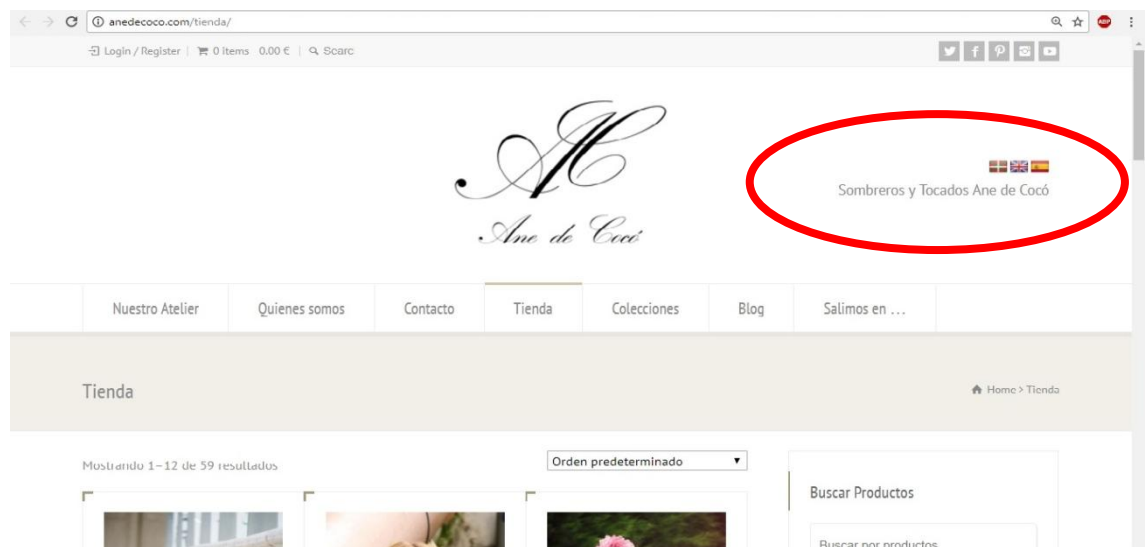 anedecoco.com/tienda/
ABP
Login / Register | 0 items 0.00 € |
AC
Ane de Cocó
Sombreros y Tocados Ane de Cocó
Nuestro Atelier Quienes somos Contacto Tienda Colecciones Blog Salimos en ...
Tienda
Home > Tienda
Mostrando 1–12 de 59 resultados
Orden predeterminado
Buscar Productos
Buscar por productos